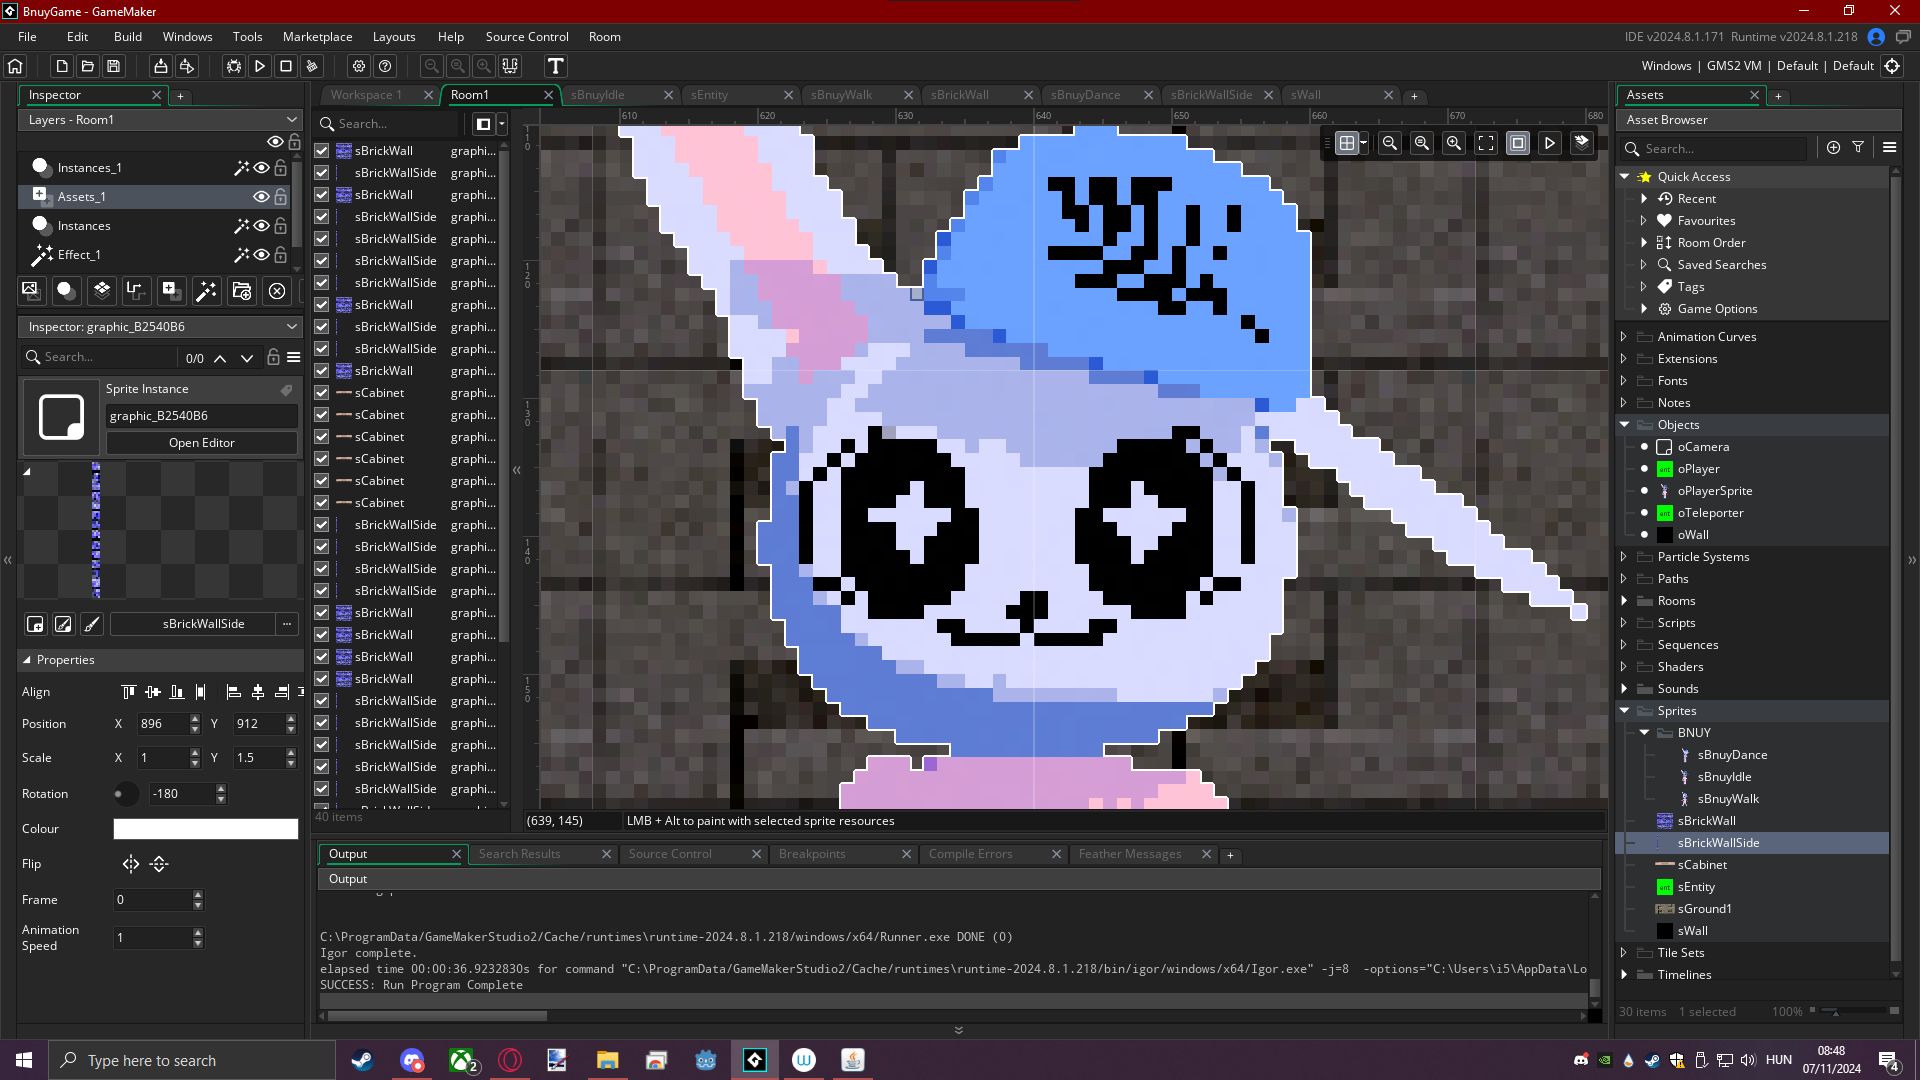 BnuyGame - GameMaker
File Edit Build Windows Tools Marketplace Layouts Help Source Control Room
IDE v2024.8.1.171 Runtime v2024.8.1.218
Windows | GMS2 VM | Default | Default
Inspector
Layers - Room1
Instances_1
Assets_1
Instances
Effect_1
Inspector: graphic_B2540B6
Search... 0/0
Sprite Instance
graphic_B2540B6
Open Editor
sBrickWallSide ...
Properties
Align
Position X 896 Y 912
Scale X 1 Y 1.5
Rotation -180
Colour
Flip
Frame 0
Animation
Speed 1
Workspace 1 Room1 sBnuyIdle sEntity sBnuyWalk sBrickWall sBnuyDance sBrickWallSide sWall
Search...
sBrickWall graphi...
sBrickWallSide graphi...
sBrickWall graphi...
sBrickWallSide graphi...
sBrickWallSide graphi...
sBrickWallSide graphi...
sBrickWallSide graphi...
sBrickWall graphi...
sBrickWallSide graphi...
sBrickWallSide graphi...
sBrickWall graphi...
sCabinet graphi...
sCabinet graphi...
sCabinet graphi...
sCabinet graphi...
sCabinet graphi...
sCabinet graphi...
sBrickWallSide graphi...
sBrickWallSide graphi...
sBrickWallSide graphi...
sBrickWallSide graphi...
sBrickWall graphi...
sBrickWall graphi...
sBrickWall graphi...
sBrickWall graphi...
sBrickWallSide graphi...
sBrickWallSide graphi...
sBrickWallSide graphi...
sBrickWallSide graphi...
sBrickWallSide graphi...
40 items
610 620 630 640 650 660 670 680
110
120
130
140
150
(639, 145) LMB + Alt to paint with selected sprite resources
Output Search Results Source Control Breakpoints Compile Errors Feather Messages
Output
C:\ProgramData/GameMakerStudio2/Cache/runtimes\runtime-2024.8.1.218/windows/x64/Runner.exe DONE (0)
Igor complete.
elapsed time 00:00:36.9232830s for command "C:\ProgramData/GameMakerStudio2/Cache/runtimes\runtime-2024.8.1.218/bin/igor/windows/x64/Igor.exe" -j=8 -options="C:\Users\i5\AppData\Lo
SUCCESS: Run Program Complete
Assets
Asset Browser
Search...
Quick Access
Recent
Favourites
Room Order
Saved Searches
Tags
Game Options
Animation Curves
Extensions
Fonts
Notes
Objects
oCamera
oPlayer
oPlayerSprite
oTeleporter
oWall
Particle Systems
Paths
Rooms
Scripts
Sequences
Shaders
Sounds
Sprites
BNUY
sBnuyDance
sBnuyIdle
sBnuyWalk
sBrickWall
sBrickWallSide
sCabinet
sEntity
sGround1
sWall
Tile Sets
Timelines
30 items 1 selected 100%
Type here to search
2
HUN
08:48
07/11/2024
4